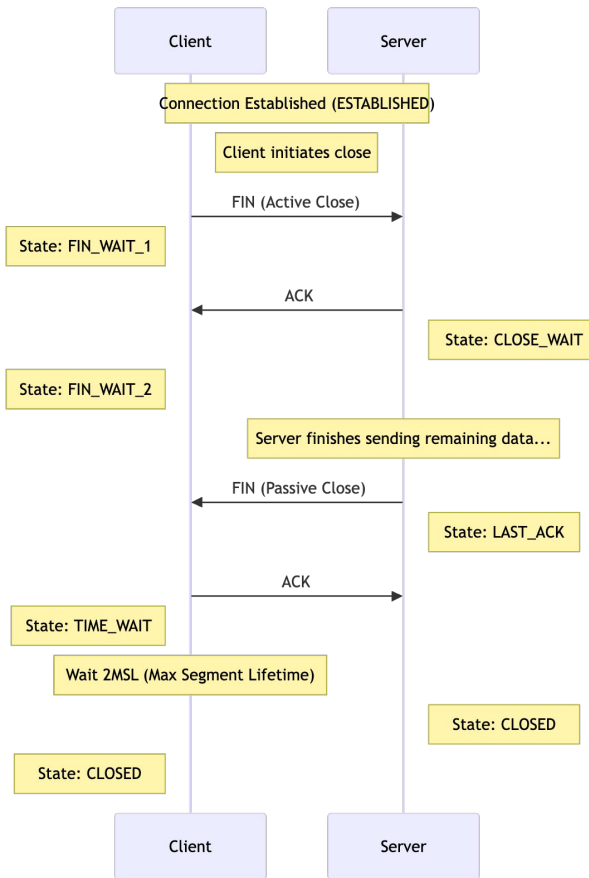 Client
Server
Connection Established (ESTABLISHED)
Client initiates close
FIN (Active Close)
State: FIN_WAIT_1
ACK
State: CLOSE_WAIT
State: FIN_WAIT_2
Server finishes sending remaining data...
FIN (Passive Close)
State: LAST_ACK
ACK
State: TIME_WAIT
Wait 2MSL (Max Segment Lifetime)
State: CLOSED
State: CLOSED
Client
Server